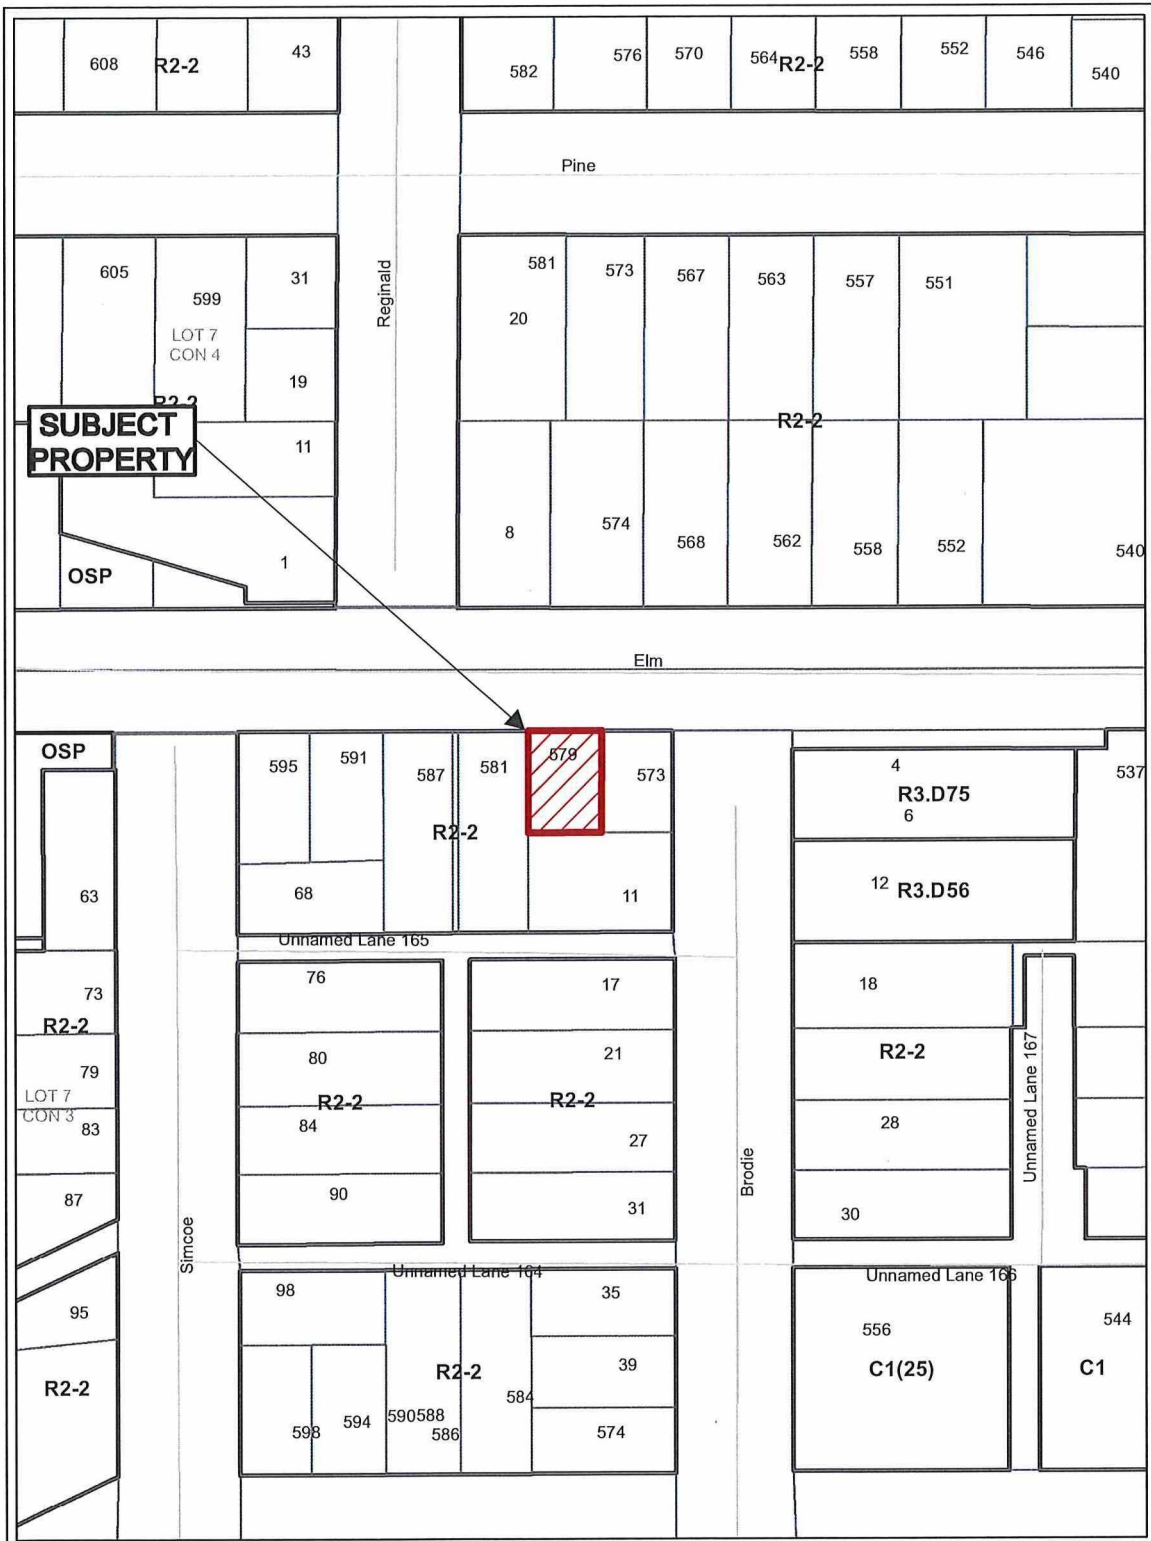 608
R2-2
43
582
576
570
564
R2-2
558
552
546
540
Pine
605
599
31
LOT 7
CON 4
19
R2-2
Reginald
581
20
573
567
563
557
551
R2-2
SUBJECT
PROPERTY
11
1
OSP
8
574
568
562
558
552
540
Elm
OSP
63
595
591
587
581
579
573
R2-2
68
11
4
R3.D75
6
537
12
R3.D56
Unnamed Lane 165
73
R2-2
79
LOT 7
CON 3
83
87
76
80
R2-2
84
90
17
21
R2-2
27
31
18
R2-2
28
30
Unnamed Lane 167
Brodie
Simcoe
Unnamed Lane 164
Unnamed Lane 166
95
R2-2
98
35
R2-2
39
584
598
594
590
588
586
574
556
C1(25)
544
C1